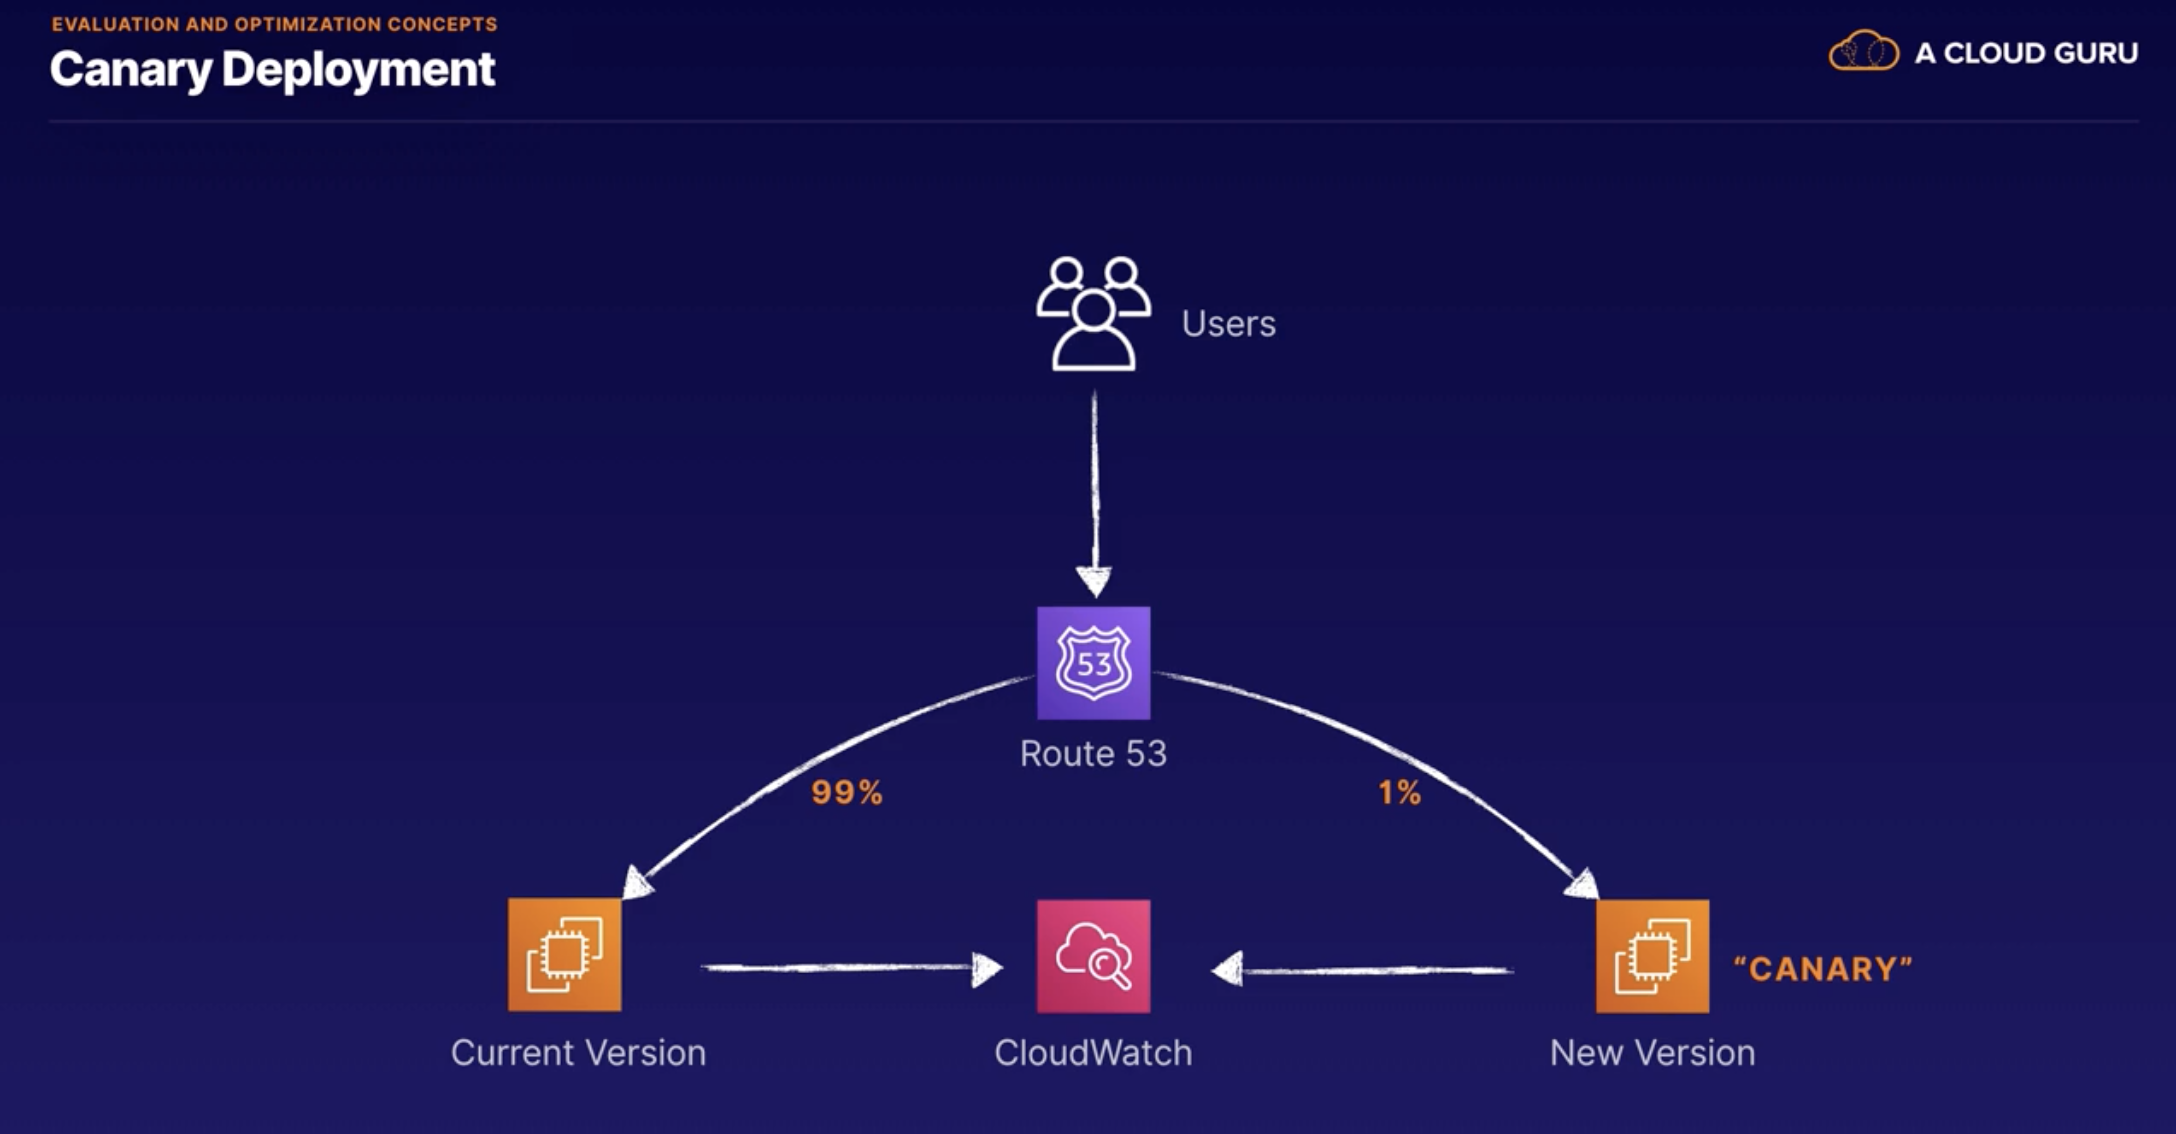 EVALUATION AND OPTIMIZATION CONCEPTS
Canary Deployment
A CLOUD GURU
Users
53
Route 53
99%
1%
"CANARY"
Current Version
CloudWatch
New Version